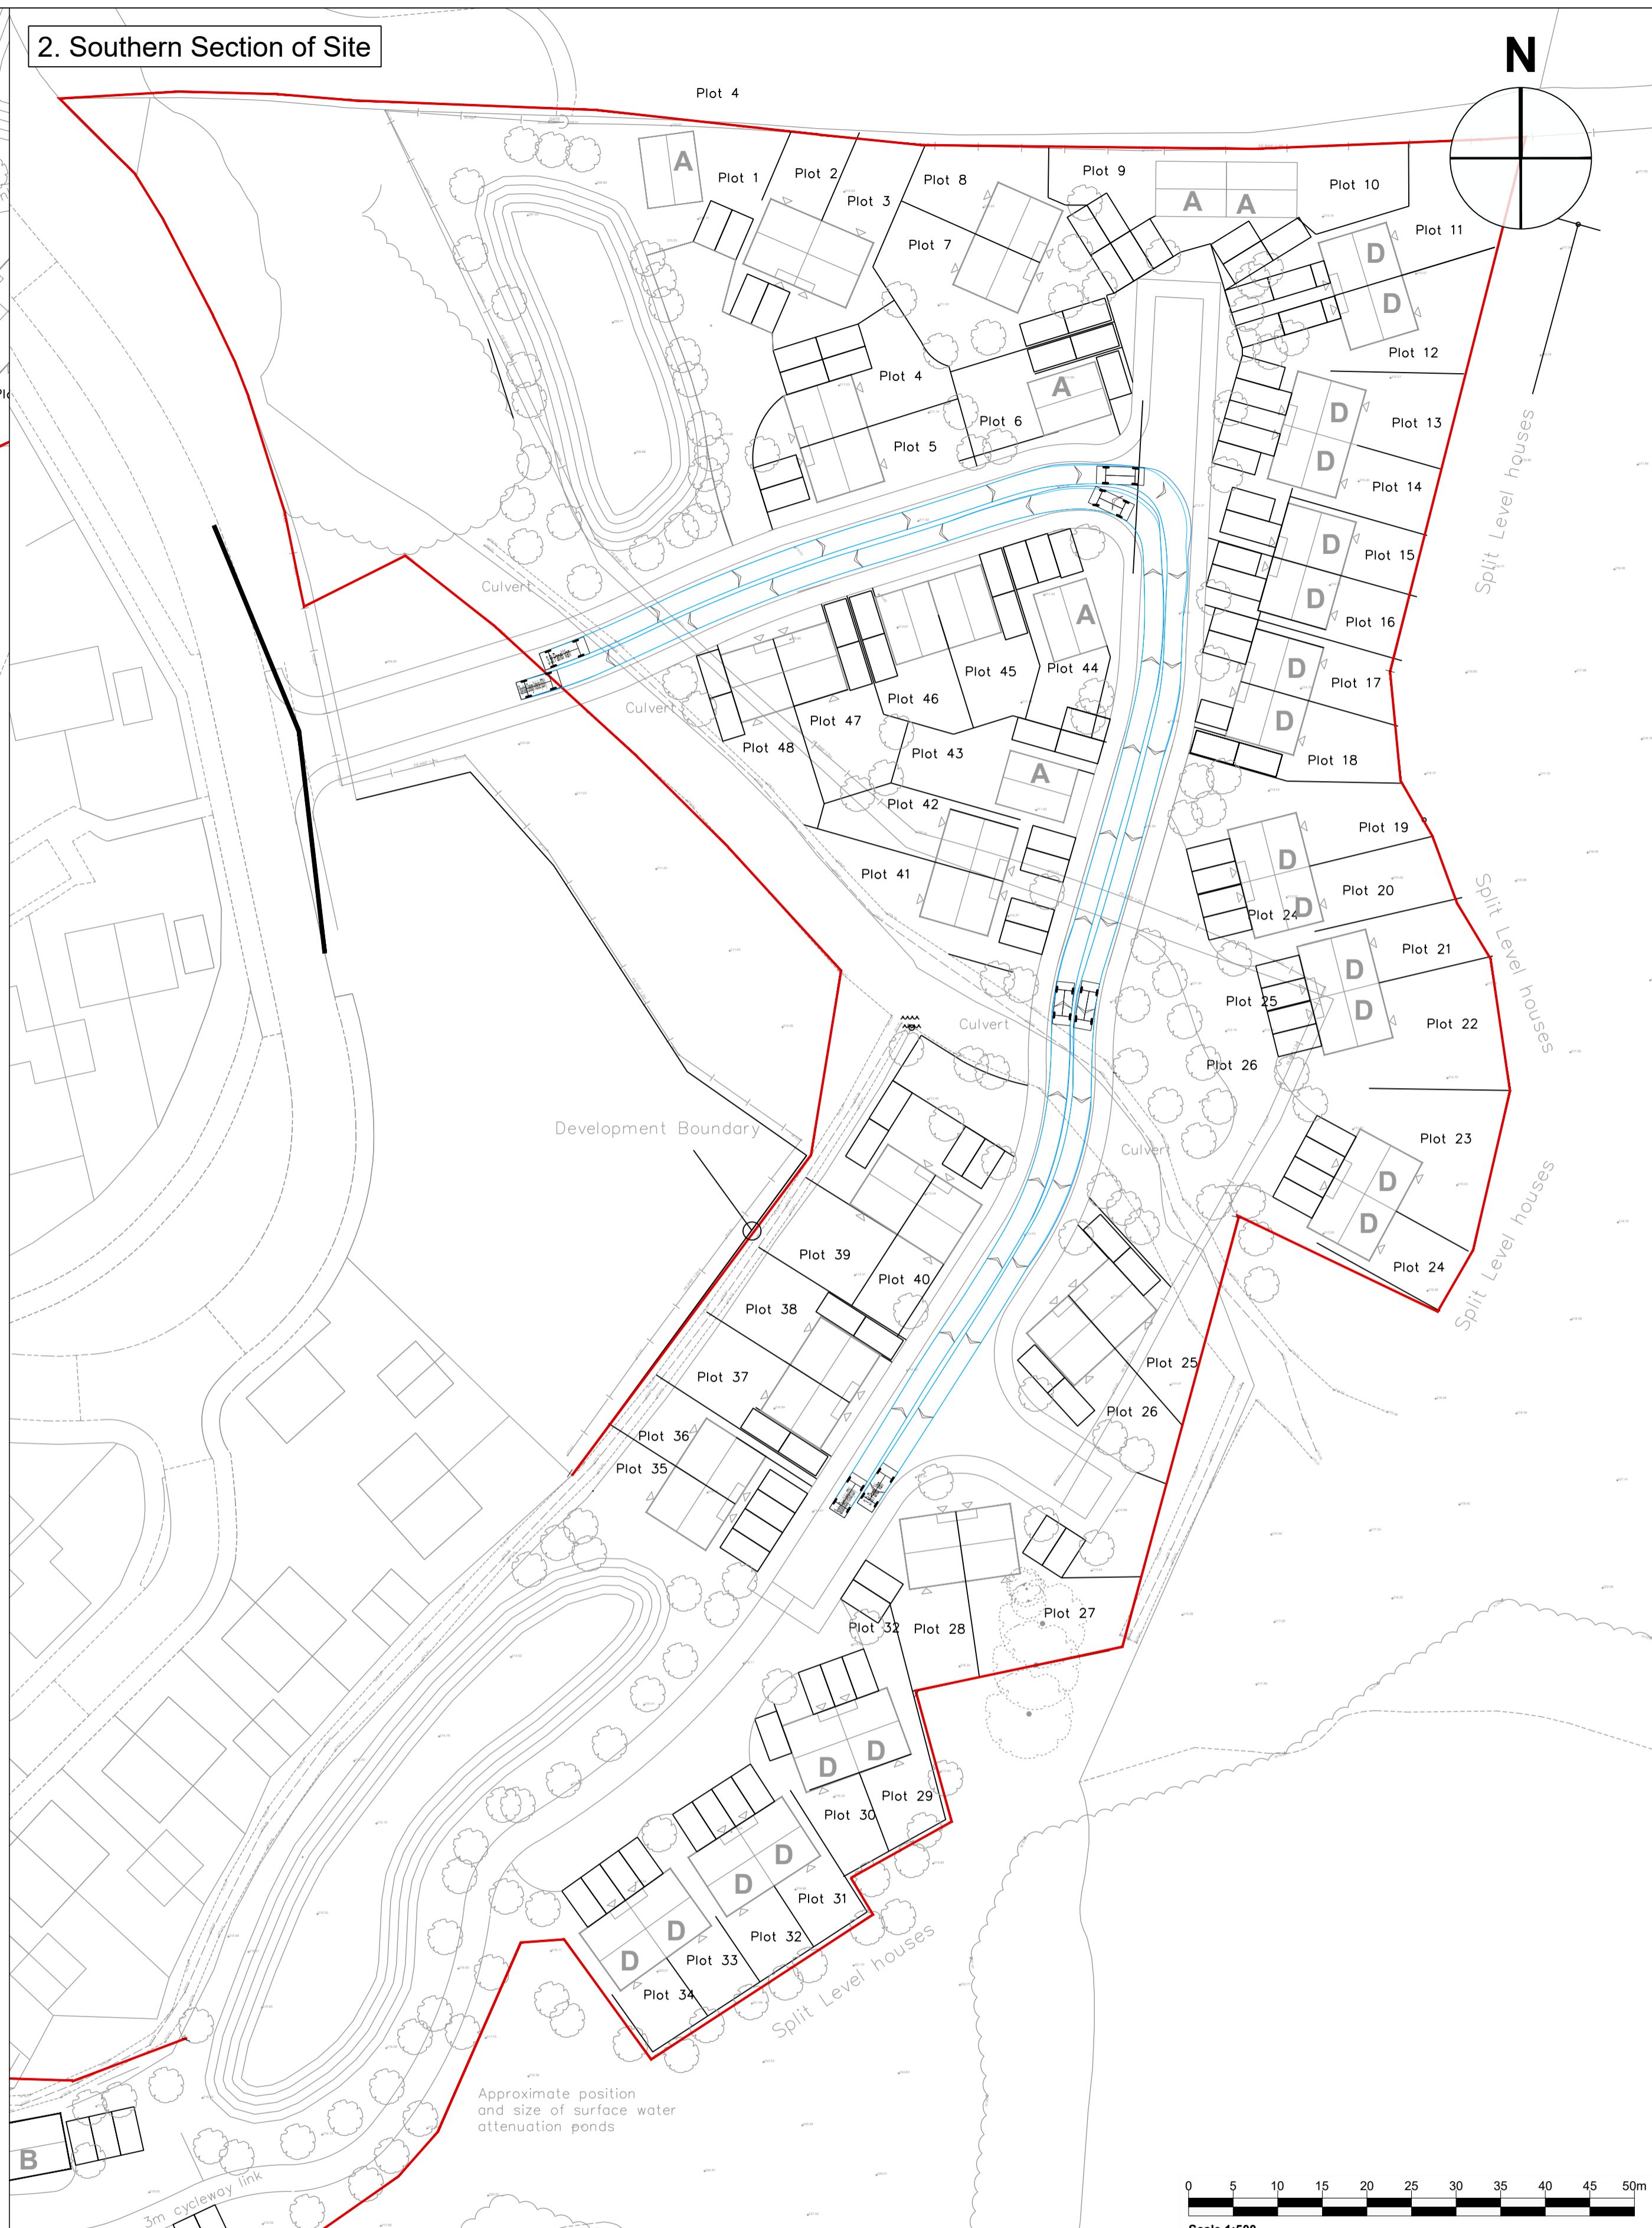 2. Southern Section of Site
N
Plot 4
A
Plot 1
Plot 2
Plot 3
Plot 8
Plot 9
A
A
Plot 10
Plot 7
Plot 11
D
D
Plot 12
Plot 4
A
Plot 6
Plot 5
D
Plot 13
D
Plot 14
Split Level houses
D
Plot 15
D
Plot 16
Culvert
A
Plot 44
Plot 45
Plot 46
Plot 47
Plot 48
Culvert
D
Plot 17
D
Plot 18
Plot 43
A
Plot 42
Plot 41
Plot 19
D
Plot 20
D
Plot 24
Split Level houses
Plot 21
D
D
Plot 25
Plot 22
Culvert
Plot 26
Development Boundary
Culvert
Plot 23
D
D
Plot 24
Split Level houses
Plot 39
Plot 40
Plot 38
Plot 37
Plot 25
Plot 26
Plot 36
Plot 35
Plot 27
Plot 32
Plot 28
D
D
Plot 29
Plot 30
D
D
Plot 31
Plot 32
D
D
Plot 33
Plot 34
Split Level houses
Approximate position
and size of surface water
attenuation ponds
B
3m cycleway link
0 5 10 15 20 25 30 35 40 45 50m